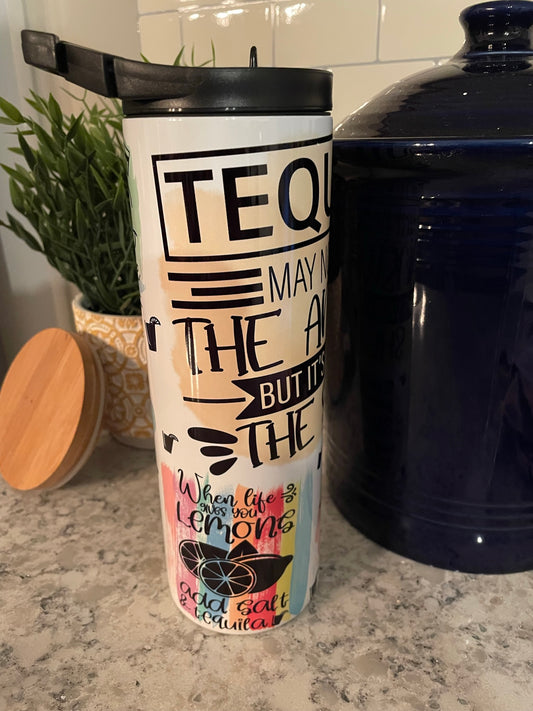 TEQU
MAY N
THE A
BUT IT'S
THE
When life
gives you
Lemons
add salt
& tequila